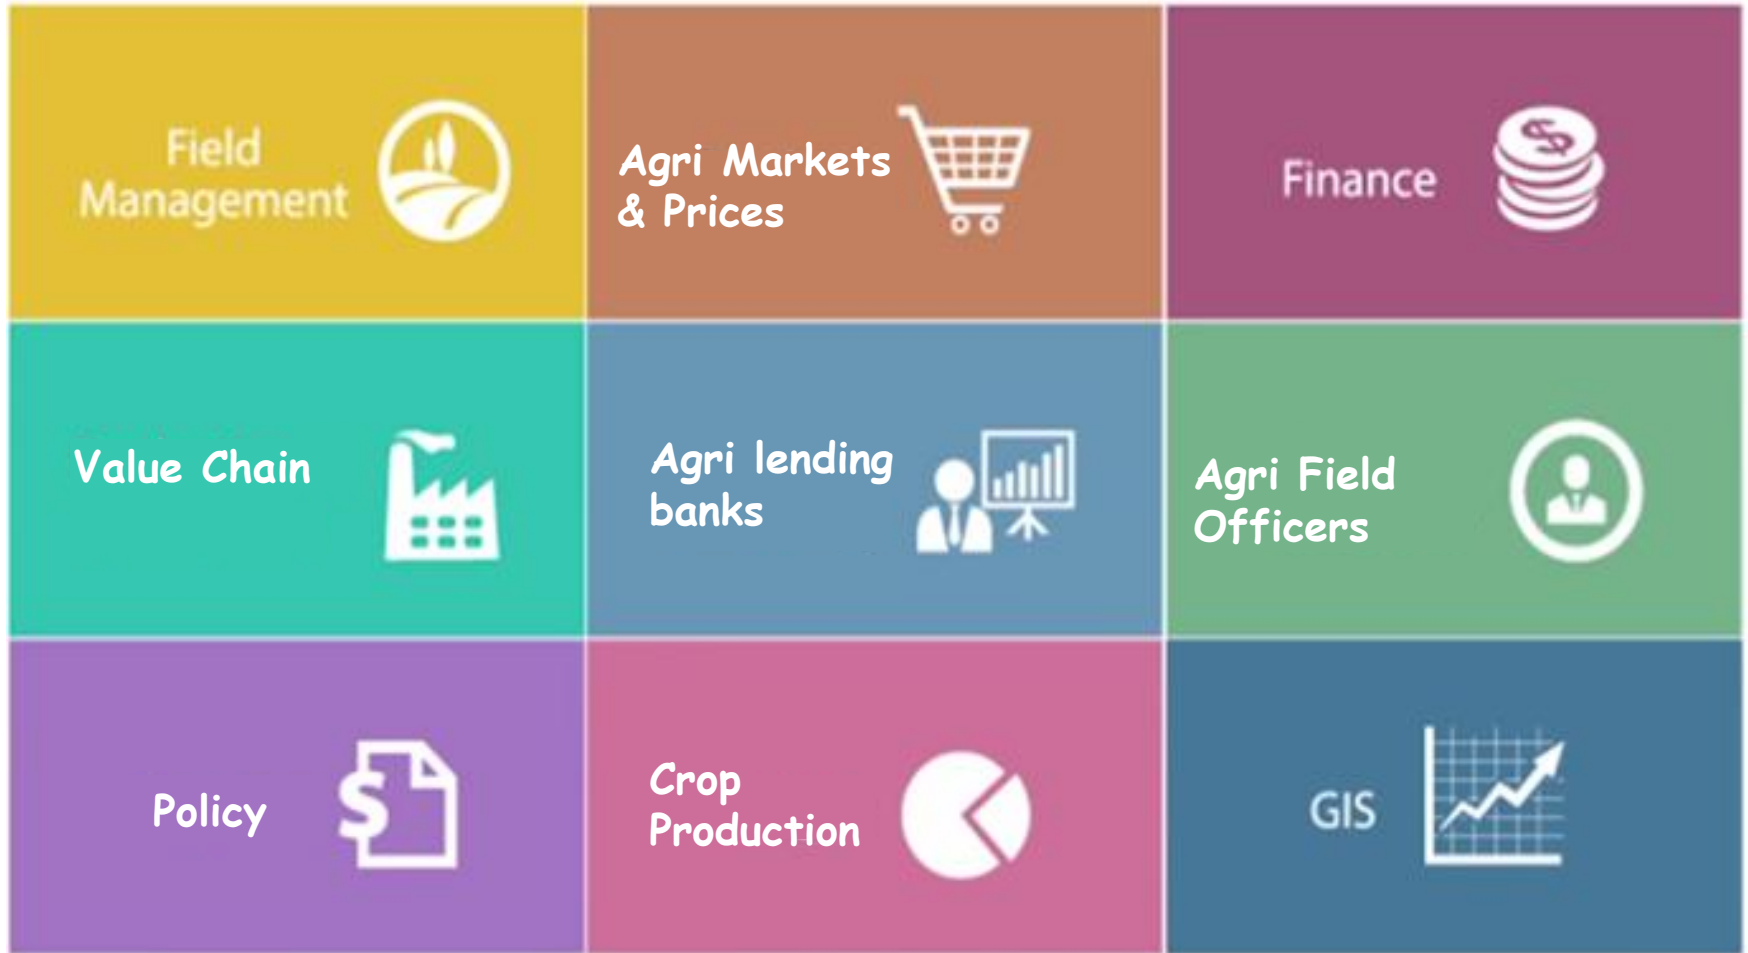 Field
Management
Agri Markets
& Prices
Finance
Value Chain
Agri lending
banks
Agri Field
Officers
Policy
Crop
Production
GIS